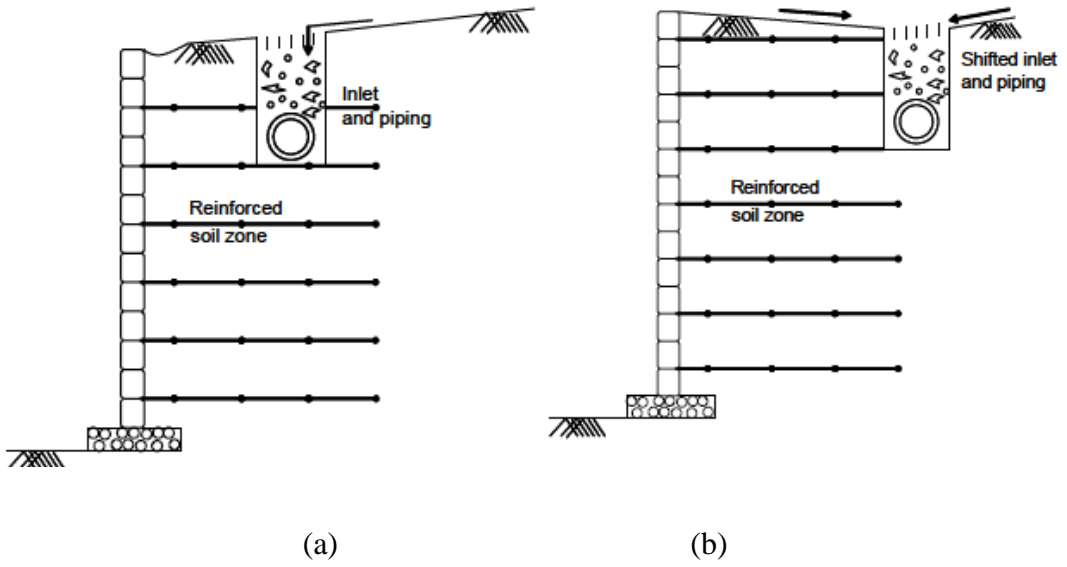 Inlet
and piping
Reinforced
soil zone
Shifted inlet
and piping
Reinforced
soil zone
(a)
(b)